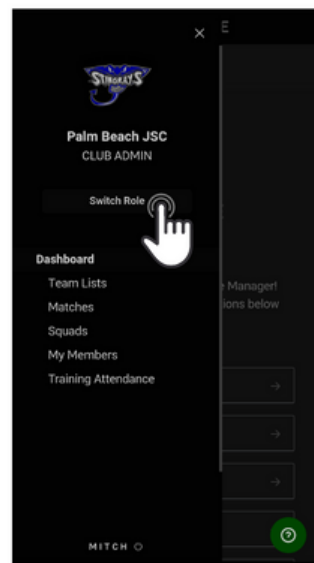 E
STINGRAYS
Palm Beach JSC
CLUB ADMIN
Switch Role
Dashboard
Team Lists
Matches
Squads
My Members
Training Attendance
Manager!
ions below
MITCH